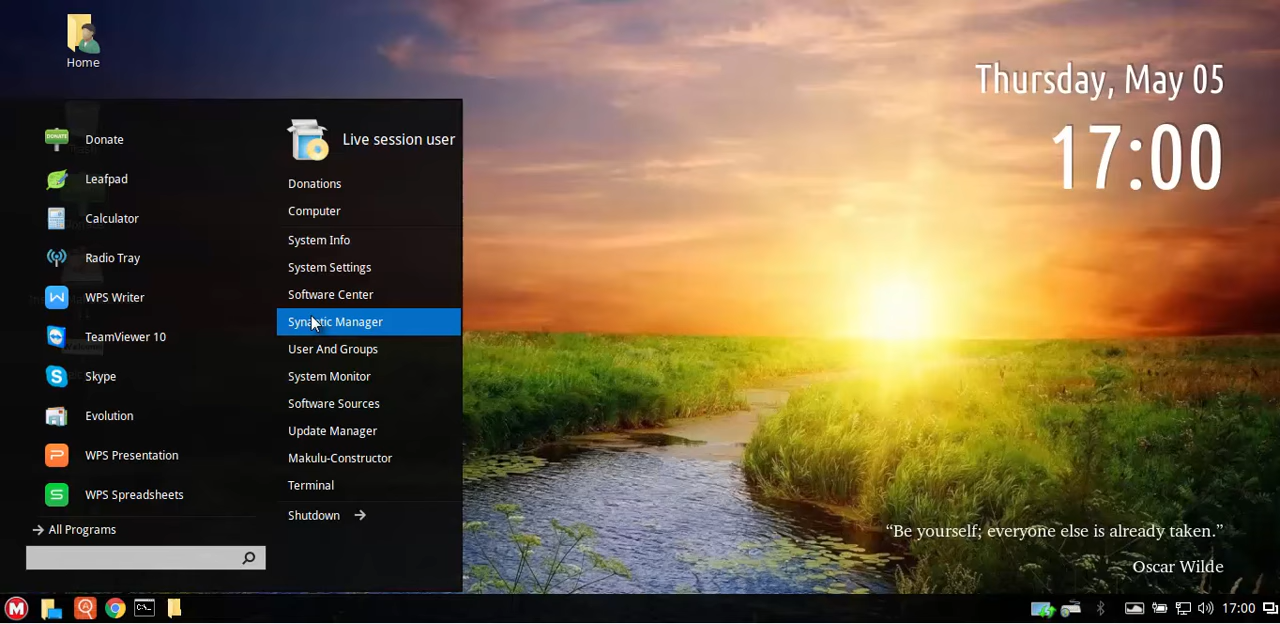 Home
Thursday, May 05
17:00
Donate
Leafpad
Calculator
Radio Tray
WPS Writer
TeamViewer 10
Skype
Evolution
WPS Presentation
WPS Spreadsheets
All Programs
Live session user
Donations
Computer
System Info
System Settings
Software Center
Synaptic Manager
User And Groups
System Monitor
Software Sources
Update Manager
Makulu-Constructor
Terminal
Shutdown
“Be yourself; everyone else is already taken.”
Oscar Wilde
17:00